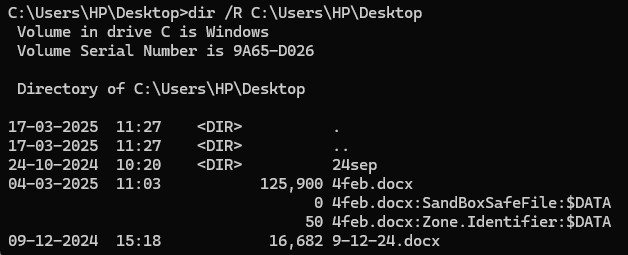 C:\Users\HP\Desktop>dir /R C:\Users\HP\Desktop
 Volume in drive C is Windows
 Volume Serial Number is 9A65-D026

 Directory of C:\Users\HP\Desktop

17-03-2025  11:27    <DIR>          .
17-03-2025  11:27    <DIR>          ..
24-10-2024  10:20    <DIR>          24sep
04-03-2025  11:03           125,900 4feb.docx
                                  0 4feb.docx:SandBoxSafeFile:$DATA
                                 50 4feb.docx:Zone.Identifier:$DATA
09-12-2024  15:18            16,682 9-12-24.docx